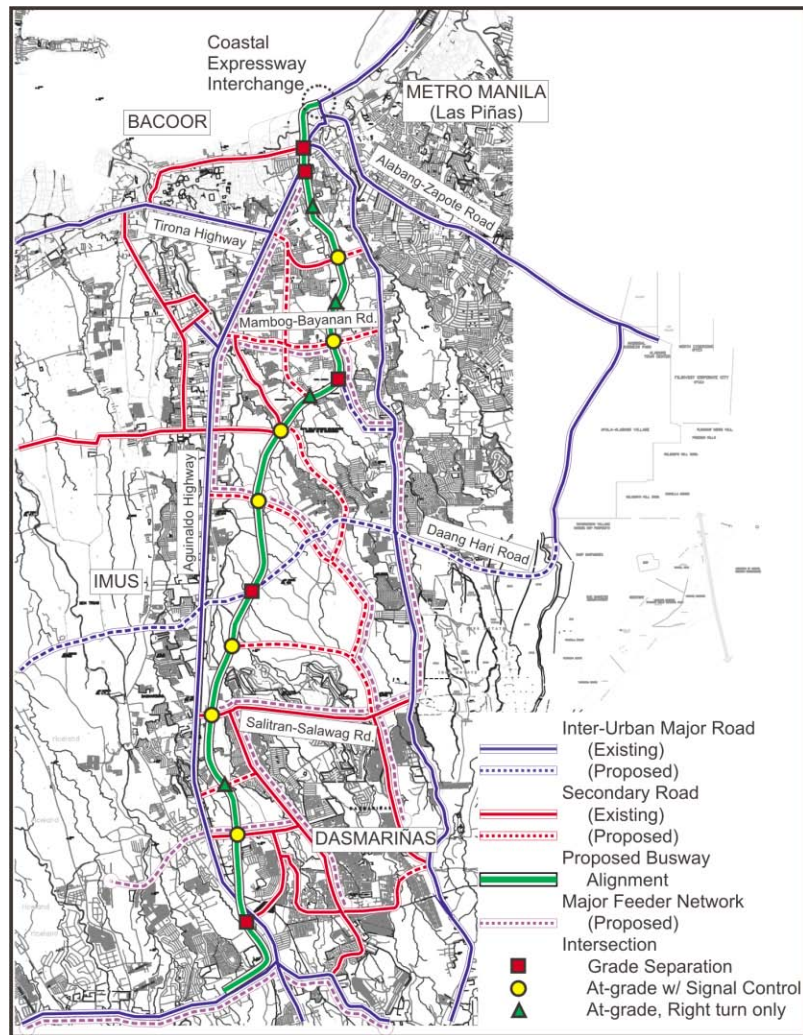 Coastal
Expressway
Interchange
METRO MANILA
(Las Piñas)
BACOOR
Alabang-Zapote Road
Tirona Highway
Mambog-Bayanan Rd.
Aguinaldo Highway
Daang Hari Road
IMUS
Salitran-Salawag Rd.
DASMARIÑAS
Inter-Urban Major Road
(Existing)
(Proposed)
Secondary Road
(Existing)
(Proposed)
Proposed Busway
Alignment
Major Feeder Network
(Proposed)
Intersection
Grade Separation
At-grade w/ Signal Control
At-grade, Right turn only